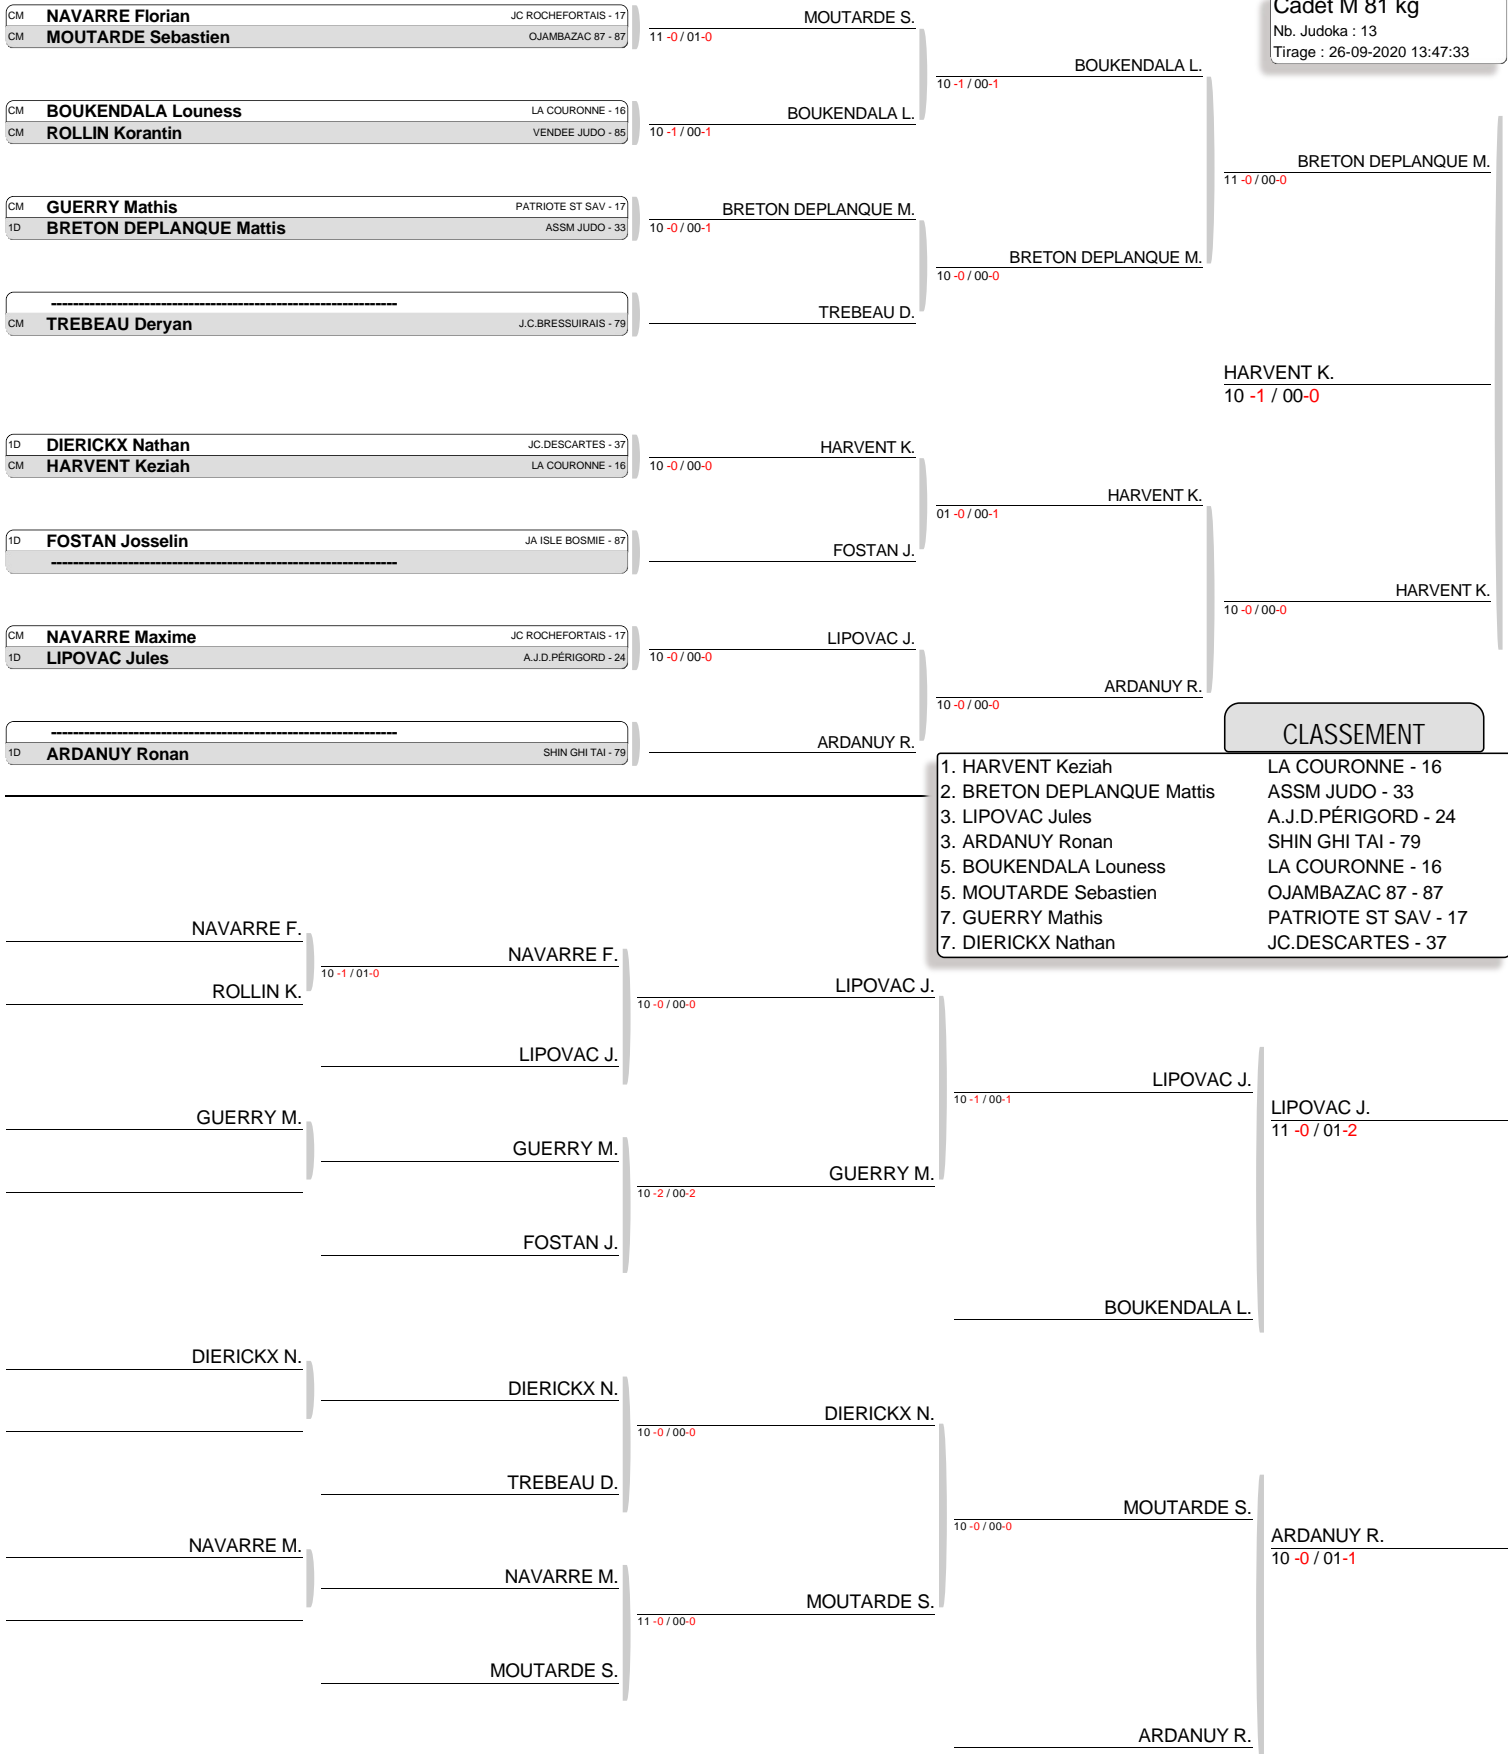 Cadet M 81 kg
Nb. Judoka : 13
Tirage : 26-09-2020 13:47:33
CM NAVARRE Florian JC ROCHEFORTAIS - 17
CM MOUTARDE Sebastien OJAMBAZAC 87 - 87
MOUTARDE S.
11 -0 / 01-0
BOUKENDALA L.
10 -1 / 00-1
CM BOUKENDALA Louness LA COURONNE - 16
CM ROLLIN Korantin VENDEE JUDO - 85
BOUKENDALA L.
10 -1 / 00-1
BRETON DEPLANQUE M.
11 -0 / 00-0
CM GUERRY Mathis PATRIOTE ST SAV - 17
1D BRETON DEPLANQUE Mattis ASSM JUDO - 33
BRETON DEPLANQUE M.
10 -0 / 00-1
BRETON DEPLANQUE M.
10 -0 / 00-0
----------------------------------------------------------------
CM TREBEAU Deryan J.C.BRESSUIRAIS - 79
TREBEAU D.
HARVENT K.
10 -1 / 00-0
1D DIERICKX Nathan JC.DESCARTES - 37
CM HARVENT Keziah LA COURONNE - 16
HARVENT K.
10 -0 / 00-0
HARVENT K.
01 -0 / 00-1
1D FOSTAN Josselin JA ISLE BOSMIE - 87
----------------------------------------------------------------
FOSTAN J.
HARVENT K.
10 -0 / 00-0
CM NAVARRE Maxime JC ROCHEFORTAIS - 17
1D LIPOVAC Jules A.J.D.PÉRIGORD - 24
LIPOVAC J.
10 -0 / 00-0
ARDANUY R.
10 -0 / 00-0
----------------------------------------------------------------
1D ARDANUY Ronan SHIN GHI TAI - 79
ARDANUY R.
CLASSEMENT
1. HARVENT Keziah LA COURONNE - 16
2. BRETON DEPLANQUE Mattis ASSM JUDO - 33
3. LIPOVAC Jules A.J.D.PÉRIGORD - 24
3. ARDANUY Ronan SHIN GHI TAI - 79
5. BOUKENDALA Louness LA COURONNE - 16
5. MOUTARDE Sebastien OJAMBAZAC 87 - 87
7. GUERRY Mathis PATRIOTE ST SAV - 17
7. DIERICKX Nathan JC.DESCARTES - 37
NAVARRE F.
NAVARRE F.
10 -1 / 01-0
ROLLIN K.
LIPOVAC J.
10 -0 / 00-0
LIPOVAC J.
LIPOVAC J.
10 -1 / 00-1
LIPOVAC J.
11 -0 / 01-2
GUERRY M.
GUERRY M.
GUERRY M.
10 -2 / 00-2
FOSTAN J.
BOUKENDALA L.
DIERICKX N.
DIERICKX N.
DIERICKX N.
10 -0 / 00-0
TREBEAU D.
MOUTARDE S.
10 -0 / 00-0
ARDANUY R.
10 -0 / 01-1
NAVARRE M.
NAVARRE M.
MOUTARDE S.
11 -0 / 00-0
MOUTARDE S.
ARDANUY R.